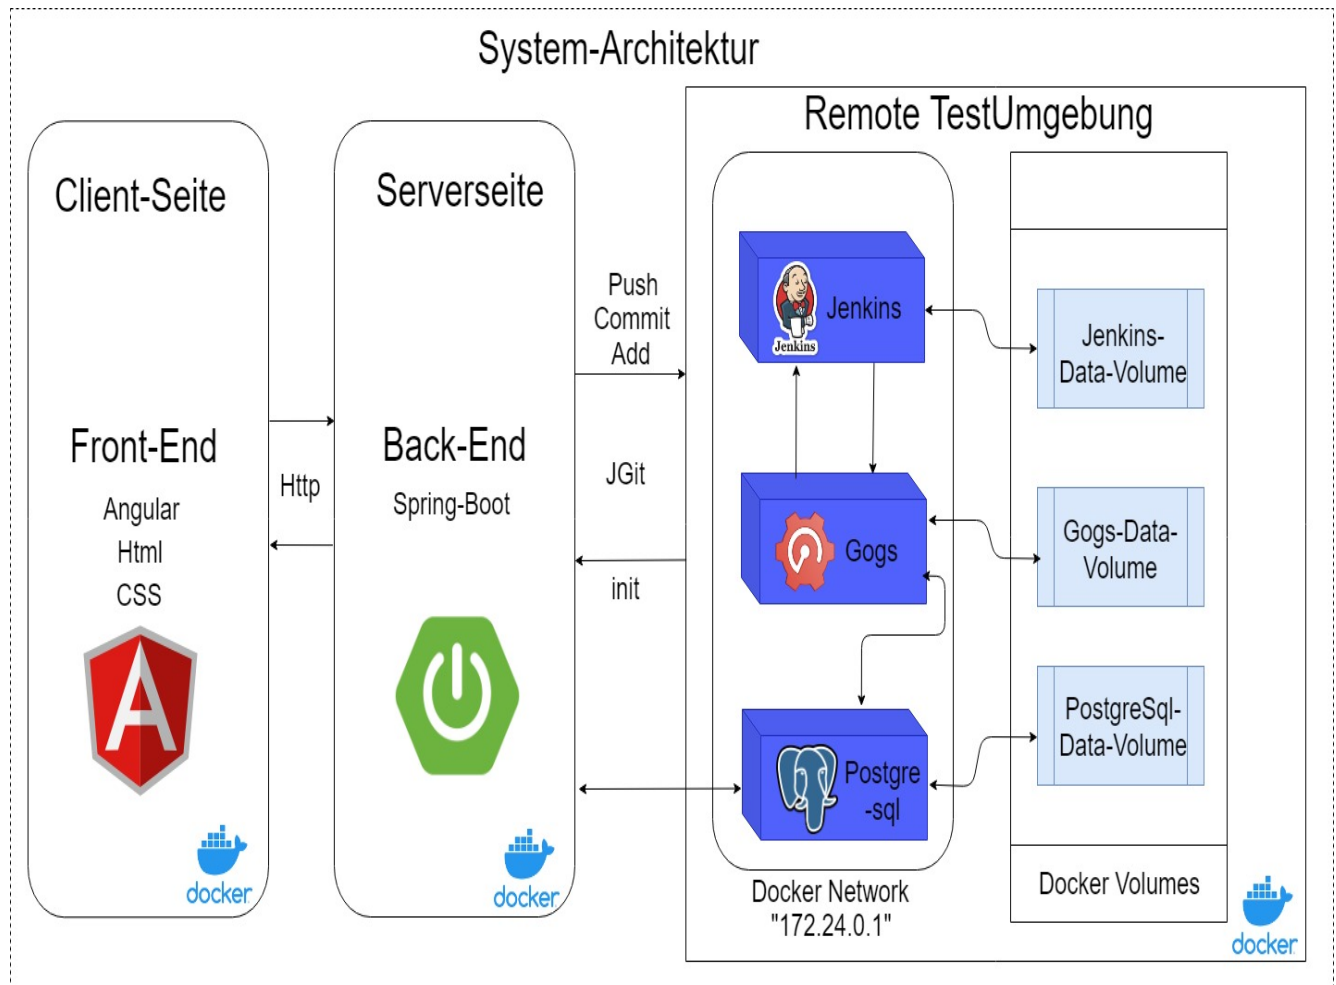 System-Architektur
Client-Seite
Front-End
Angular
Html
CSS
docker
Http
Serverseite
Back-End
Spring-Boot
docker
Push
Commit
Add
JGit
init
Remote TestUmgebung
Jenkins
Jenkins
Gogs
Postgre
-sql
Docker Network
"172.24.0.1"
Jenkins-
Data-Volume
Gogs-Data-
Volume
PostgreSql-
Data-Volume
Docker Volumes
docker